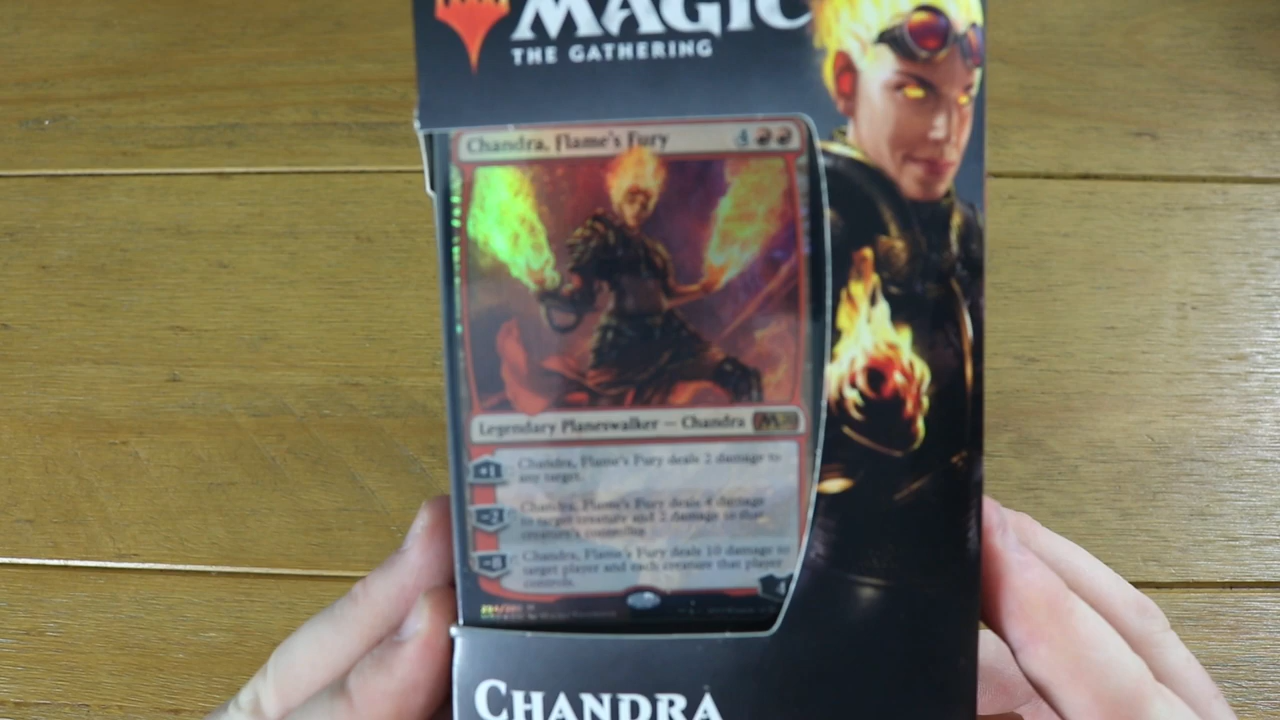 MAGIC
THE GATHERING
Chandra, Flame's Fury 4
Legendary Planeswalker — Chandra M20
+1 Chandra, Flame's Fury deals 2 damage to
any target.
-2 Chandra, Flame's Fury deals 4 damage
to target creature and 2 damage to that
creature's controller.
-8 Chandra, Flame's Fury deals 10 damage to
target player and each creature that player
controls.
4
CHANDRA